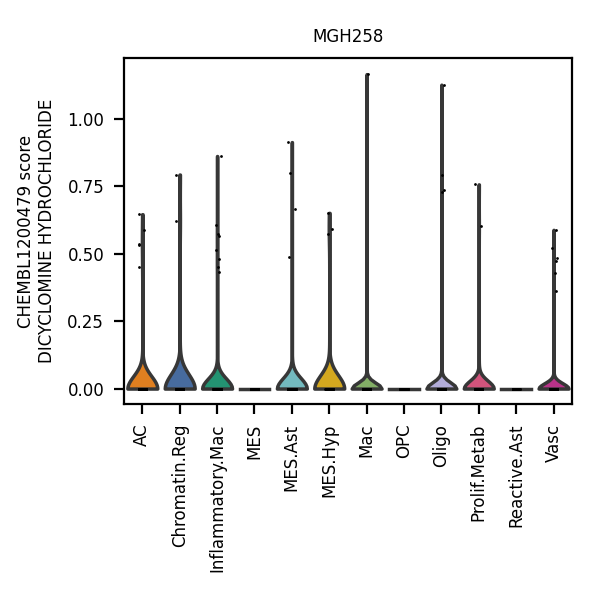 MGH258
CHEMBL1200479 score
DICYCLOMINE HYDROCHLORIDE
1.00
0.75
0.50
0.25
0.00
AC
Chromatin.Reg
Inflammatory.Mac
MES
MES.Ast
MES.Hyp
Mac
OPC
Oligo
Prolif.Metab
Reactive.Ast
Vasc